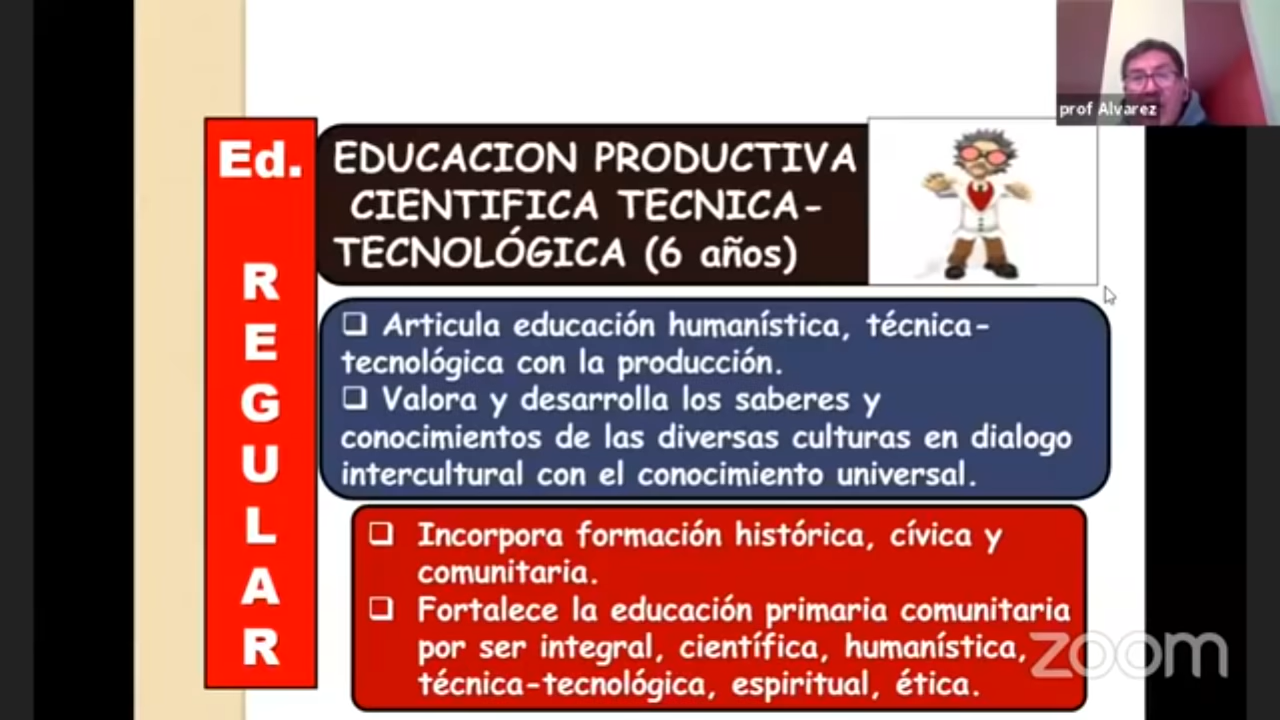 prof Alvarez
Ed.
REGULAR
EDUCACION PRODUCTIVA
CIENTIFICA TECNICA-
TECNOLÓGICA (6 años)
❑ Articula educación humanística, técnica-
tecnológica con la producción.
❑ Valora y desarrolla los saberes y
conocimientos de las diversas culturas en dialogo
intercultural con el conocimiento universal.
❑ Incorpora formación histórica, cívica y
comunitaria.
❑ Fortalece la educación primaria comunitaria
por ser integral, científica, humanística,
técnica-tecnológica, espiritual, ética.
zoom